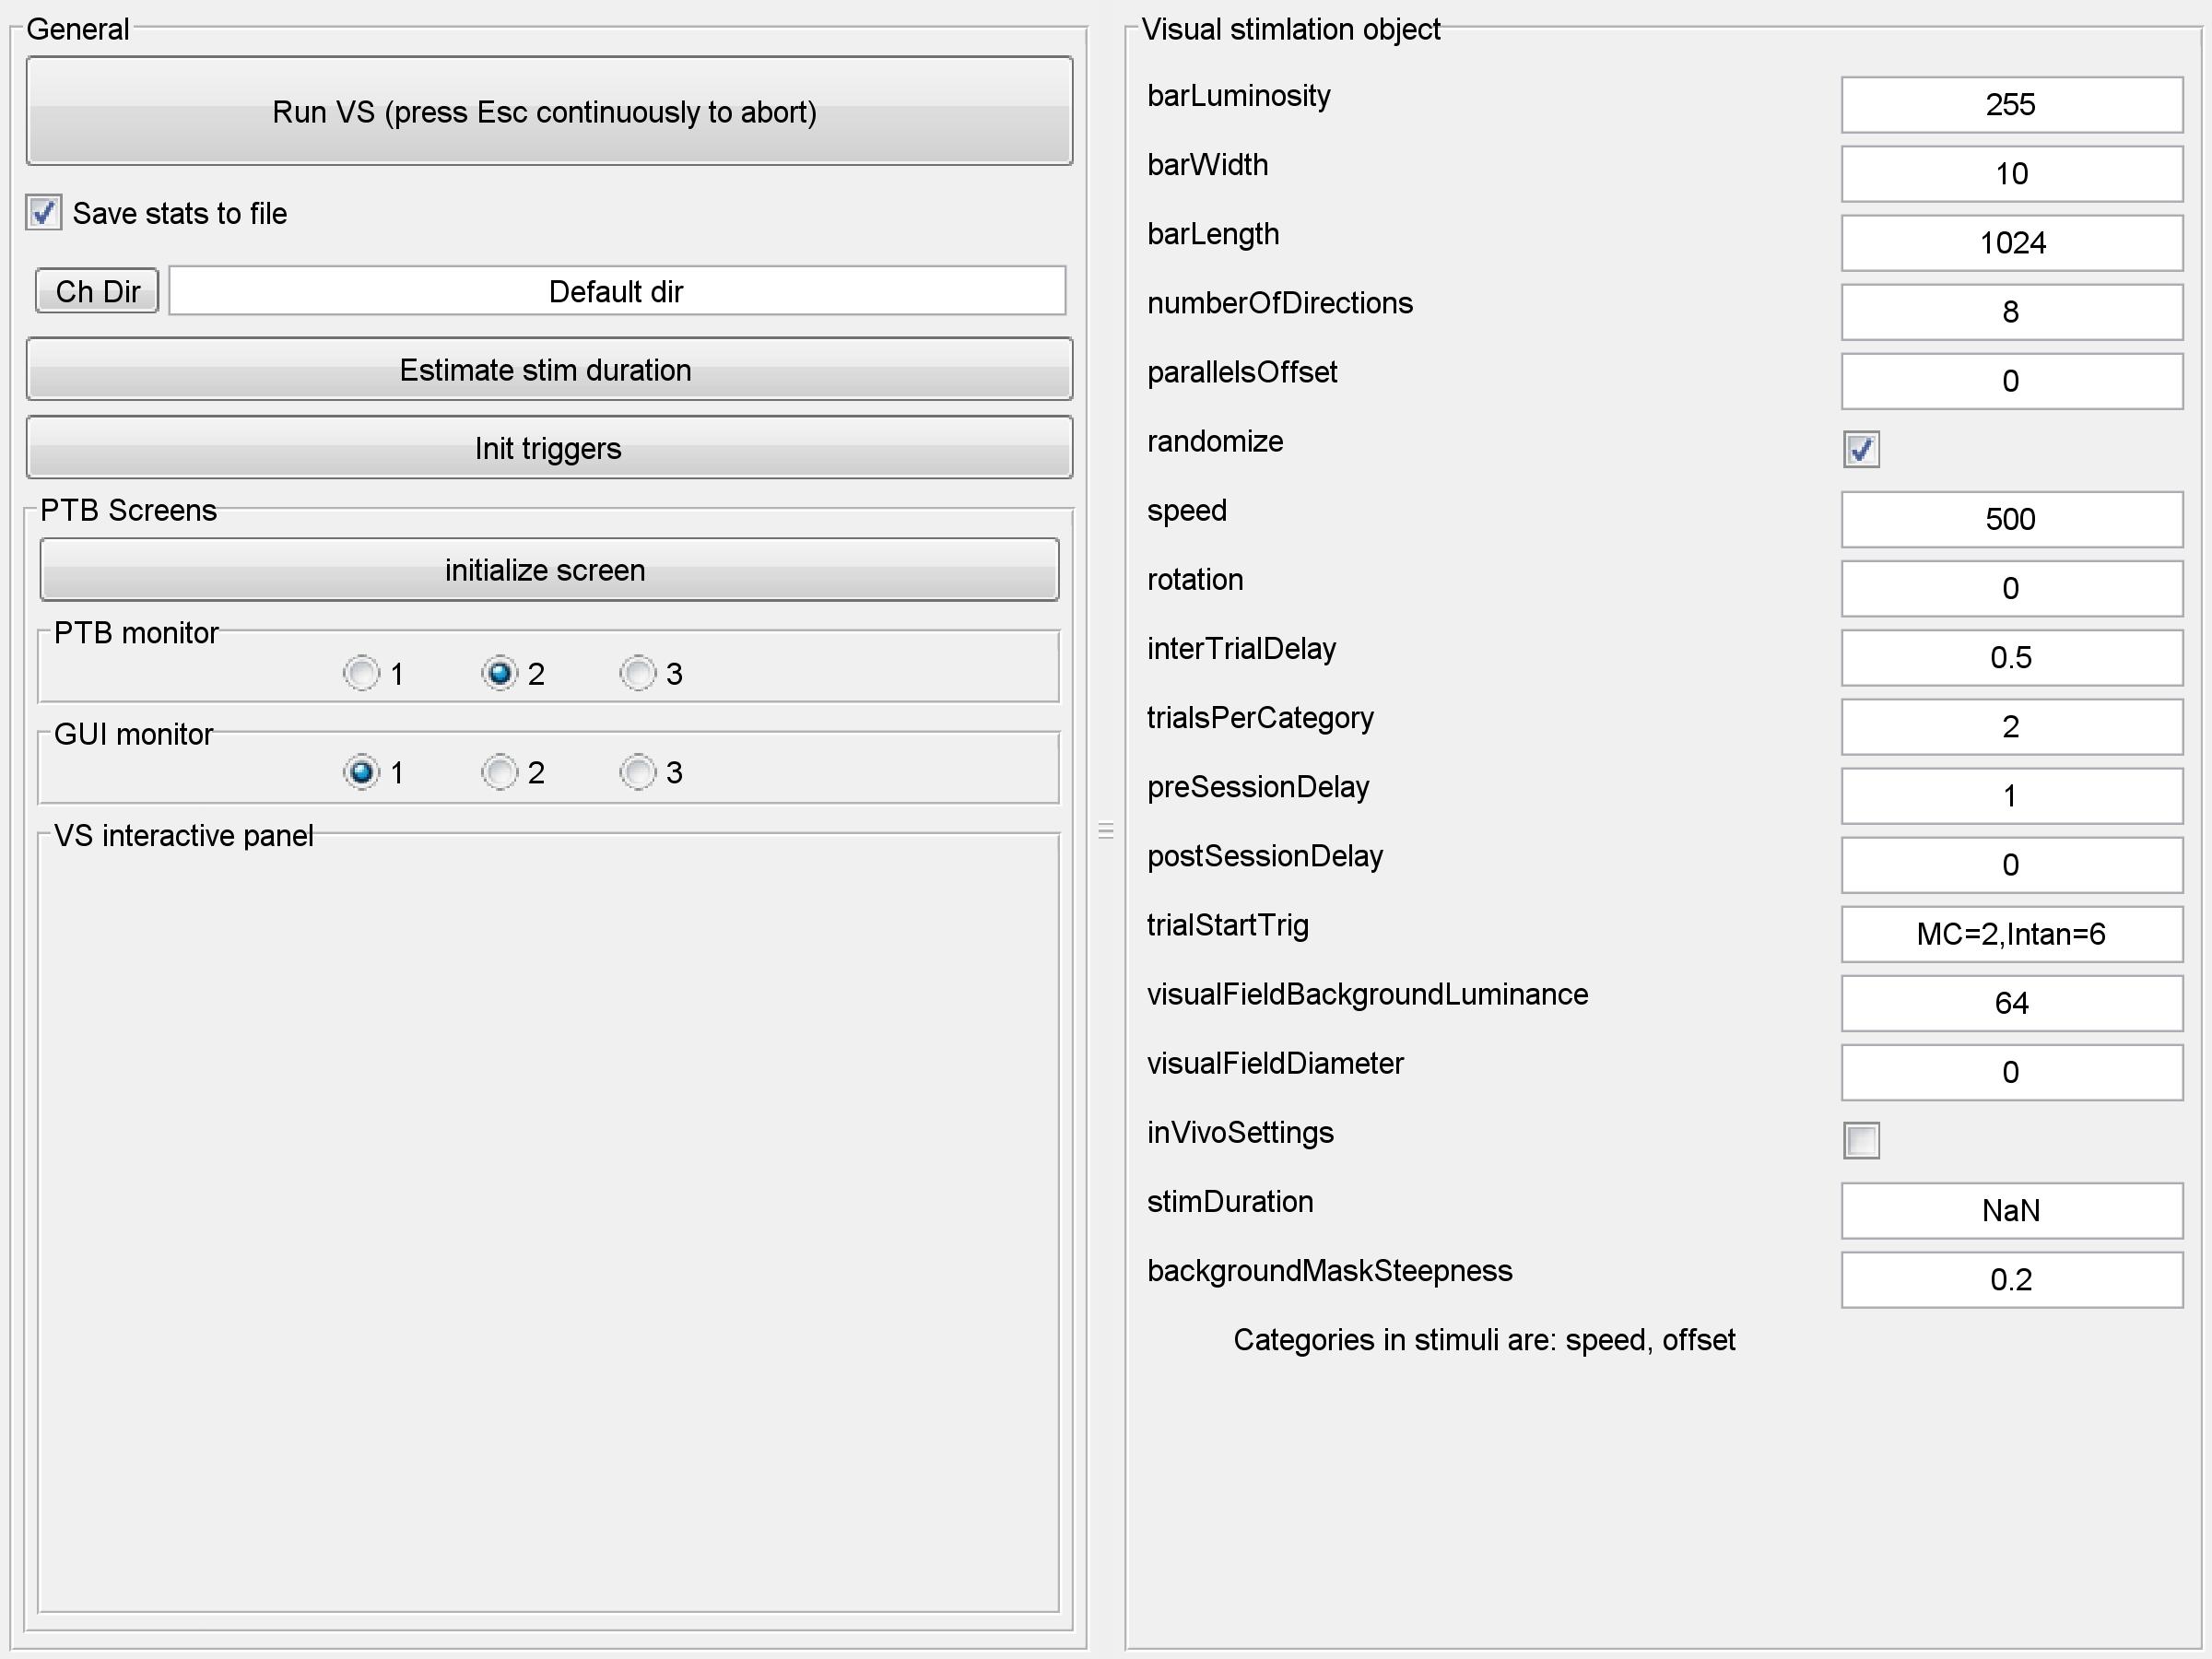 General
Run VS (press Esc continuously to abort)
Save stats to file
Ch Dir
Default dir
Estimate stim duration
Init triggers
PTB Screens
initialize screen
PTB monitor
1 2 3
GUI monitor
1 2 3
VS interactive panel
Visual stimlation object
barLuminosity 255
barWidth 10
barLength 1024
numberOfDirections 8
parallelsOffset 0
randomize
speed 500
rotation 0
interTrialDelay 0.5
trialsPerCategory 2
preSessionDelay 1
postSessionDelay 0
trialStartTrig MC=2,Intan=6
visualFieldBackgroundLuminance 64
visualFieldDiameter 0
inVivoSettings
stimDuration NaN
backgroundMaskSteepness 0.2
Categories in stimuli are: speed, offset